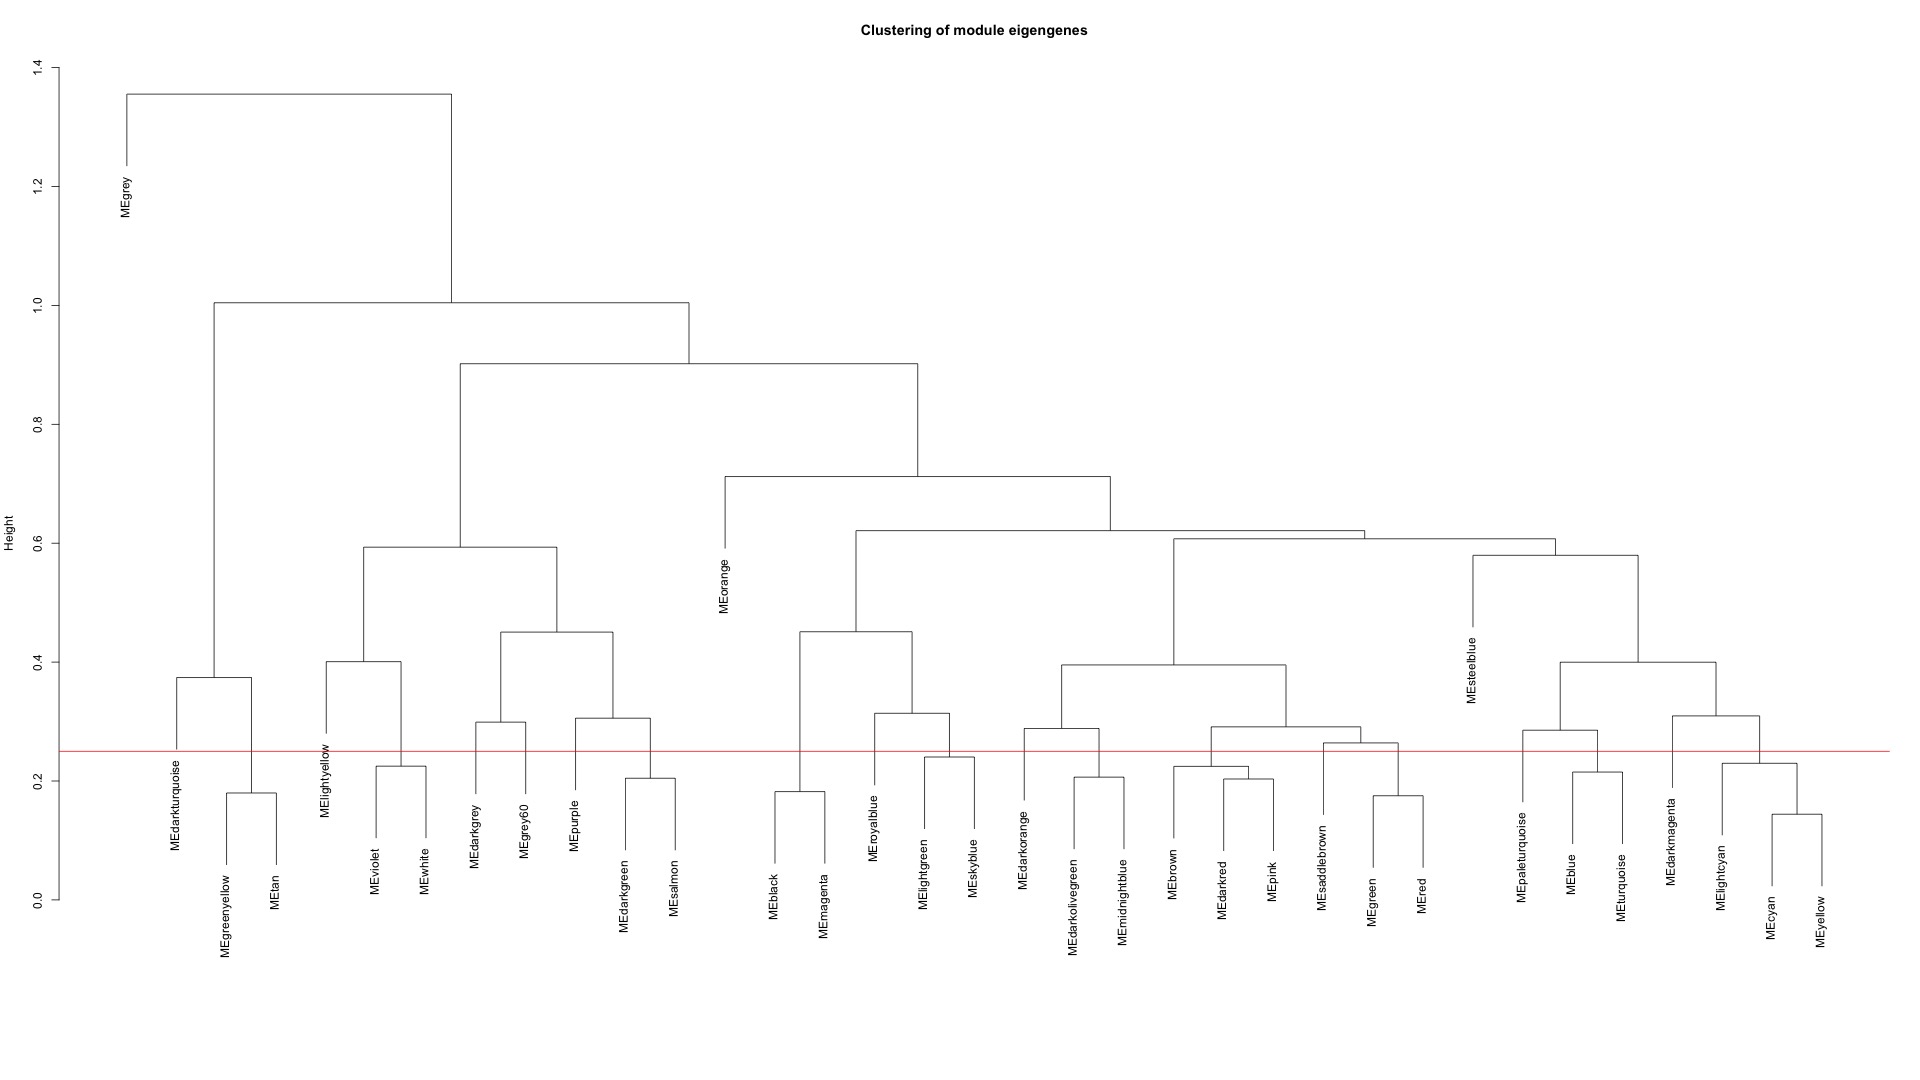 Clustering of module eigengenes
Height
1.4
1.2
1.0
0.8
0.6
0.4
0.2
0.0
MEgrey
MEdarkturquoise
MEgreenyellow
MEtan
MElightyellow
MEviolet
MEwhite
MEdarkgrey
MEgrey60
MEpurple
MEdarkgreen
MEsalmon
MEorange
MEblack
MEmagenta
MEroyalblue
MElightgreen
MEskyblue
MEdarkorange
MEdarkolivegreen
MEmidnightblue
MEbrown
MEdarkred
MEpink
MEsaddlebrown
MEgreen
MEred
MEsteelblue
MEpaleturquoise
MEblue
MEturquoise
MEdarkmagenta
MElightcyan
MEcyan
MEyellow